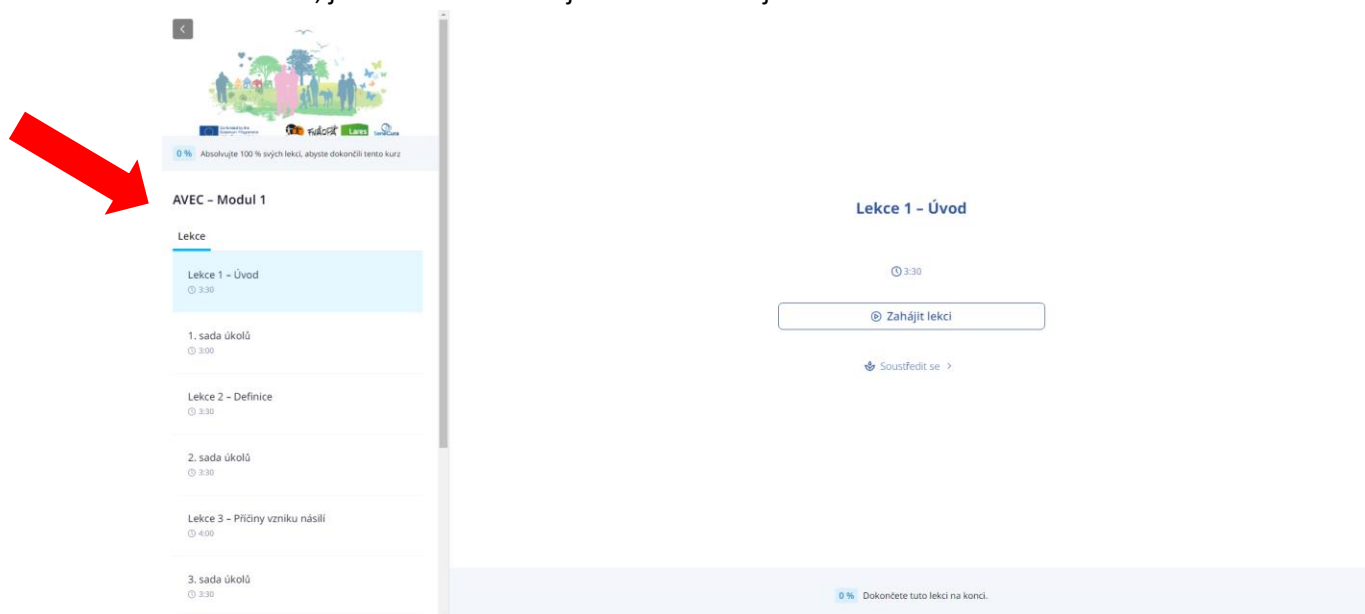 0 % Absolvujte 100 % svých lekcí, abyste dokončili tento kurz
AVEC – Modul 1
Lekce
Lekce 1 – Úvod
3:30
1. sada úkolů
3:00
Lekce 2 – Definice
3:30
2. sada úkolů
3:30
Lekce 3 – Příčiny vzniku násilí
4:00
3. sada úkolů
3:30
Lekce 1 – Úvod
3:30
Zahájit lekci
Soustředit se
0 % Dokončete tuto lekci na konci.